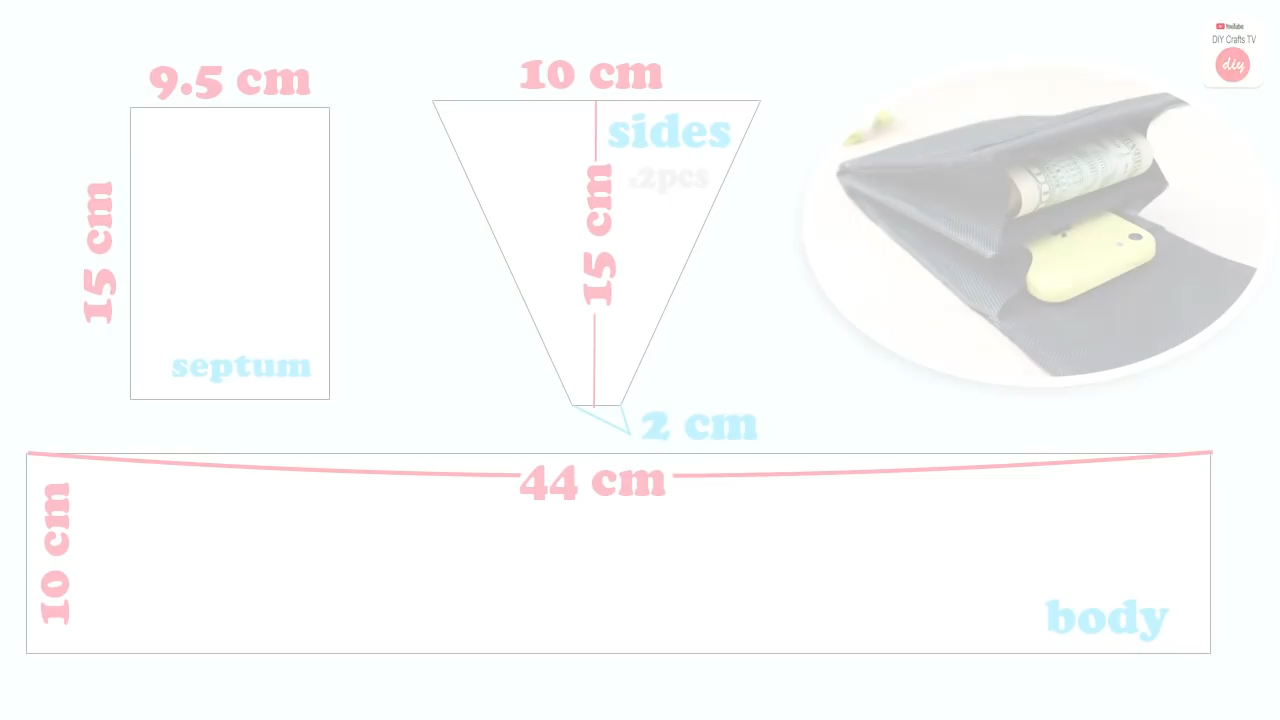 YouTube
DIY Crafts TV
diy
9.5 cm
10 cm
sides
x2pcs
15 cm
15 cm
septum
2 cm
44 cm
10 cm
body